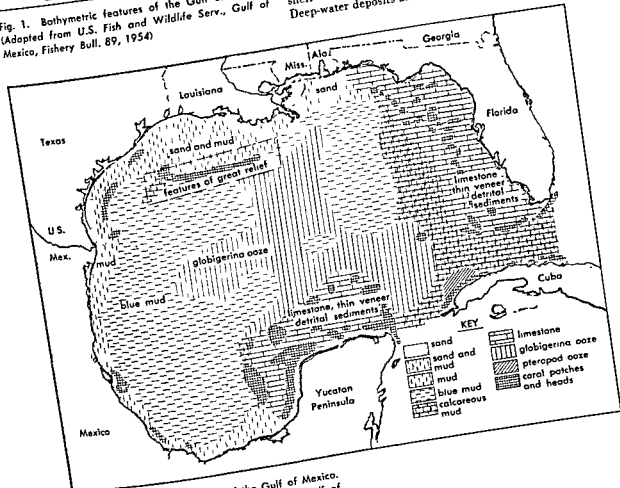 Fig. 1. Bathymetric features of the Gulf
(Adapted from U.S. Fish and Wildlife Serv., Gulf of
Mexico, Fishery Bull. 89, 1954)
Deep-water deposits
Georgia
Ala.
Miss.
Louisiana
sand
Texas
Florida
sand and mud
features of great relief
limestone
thin veneer
detrital
sediments
U.S.
Mex.
mud
globigerina ooze
blue mud
Cuba
limestone, thin veneer
detrital sediments
KEY
sand
sand and
mud
mud
blue mud
calcareous
mud
limestone
globigerina ooze
pteropod ooze
coral patches
and heads
Yucatan
Peninsula
Mexico
the Gulf of Mexico.